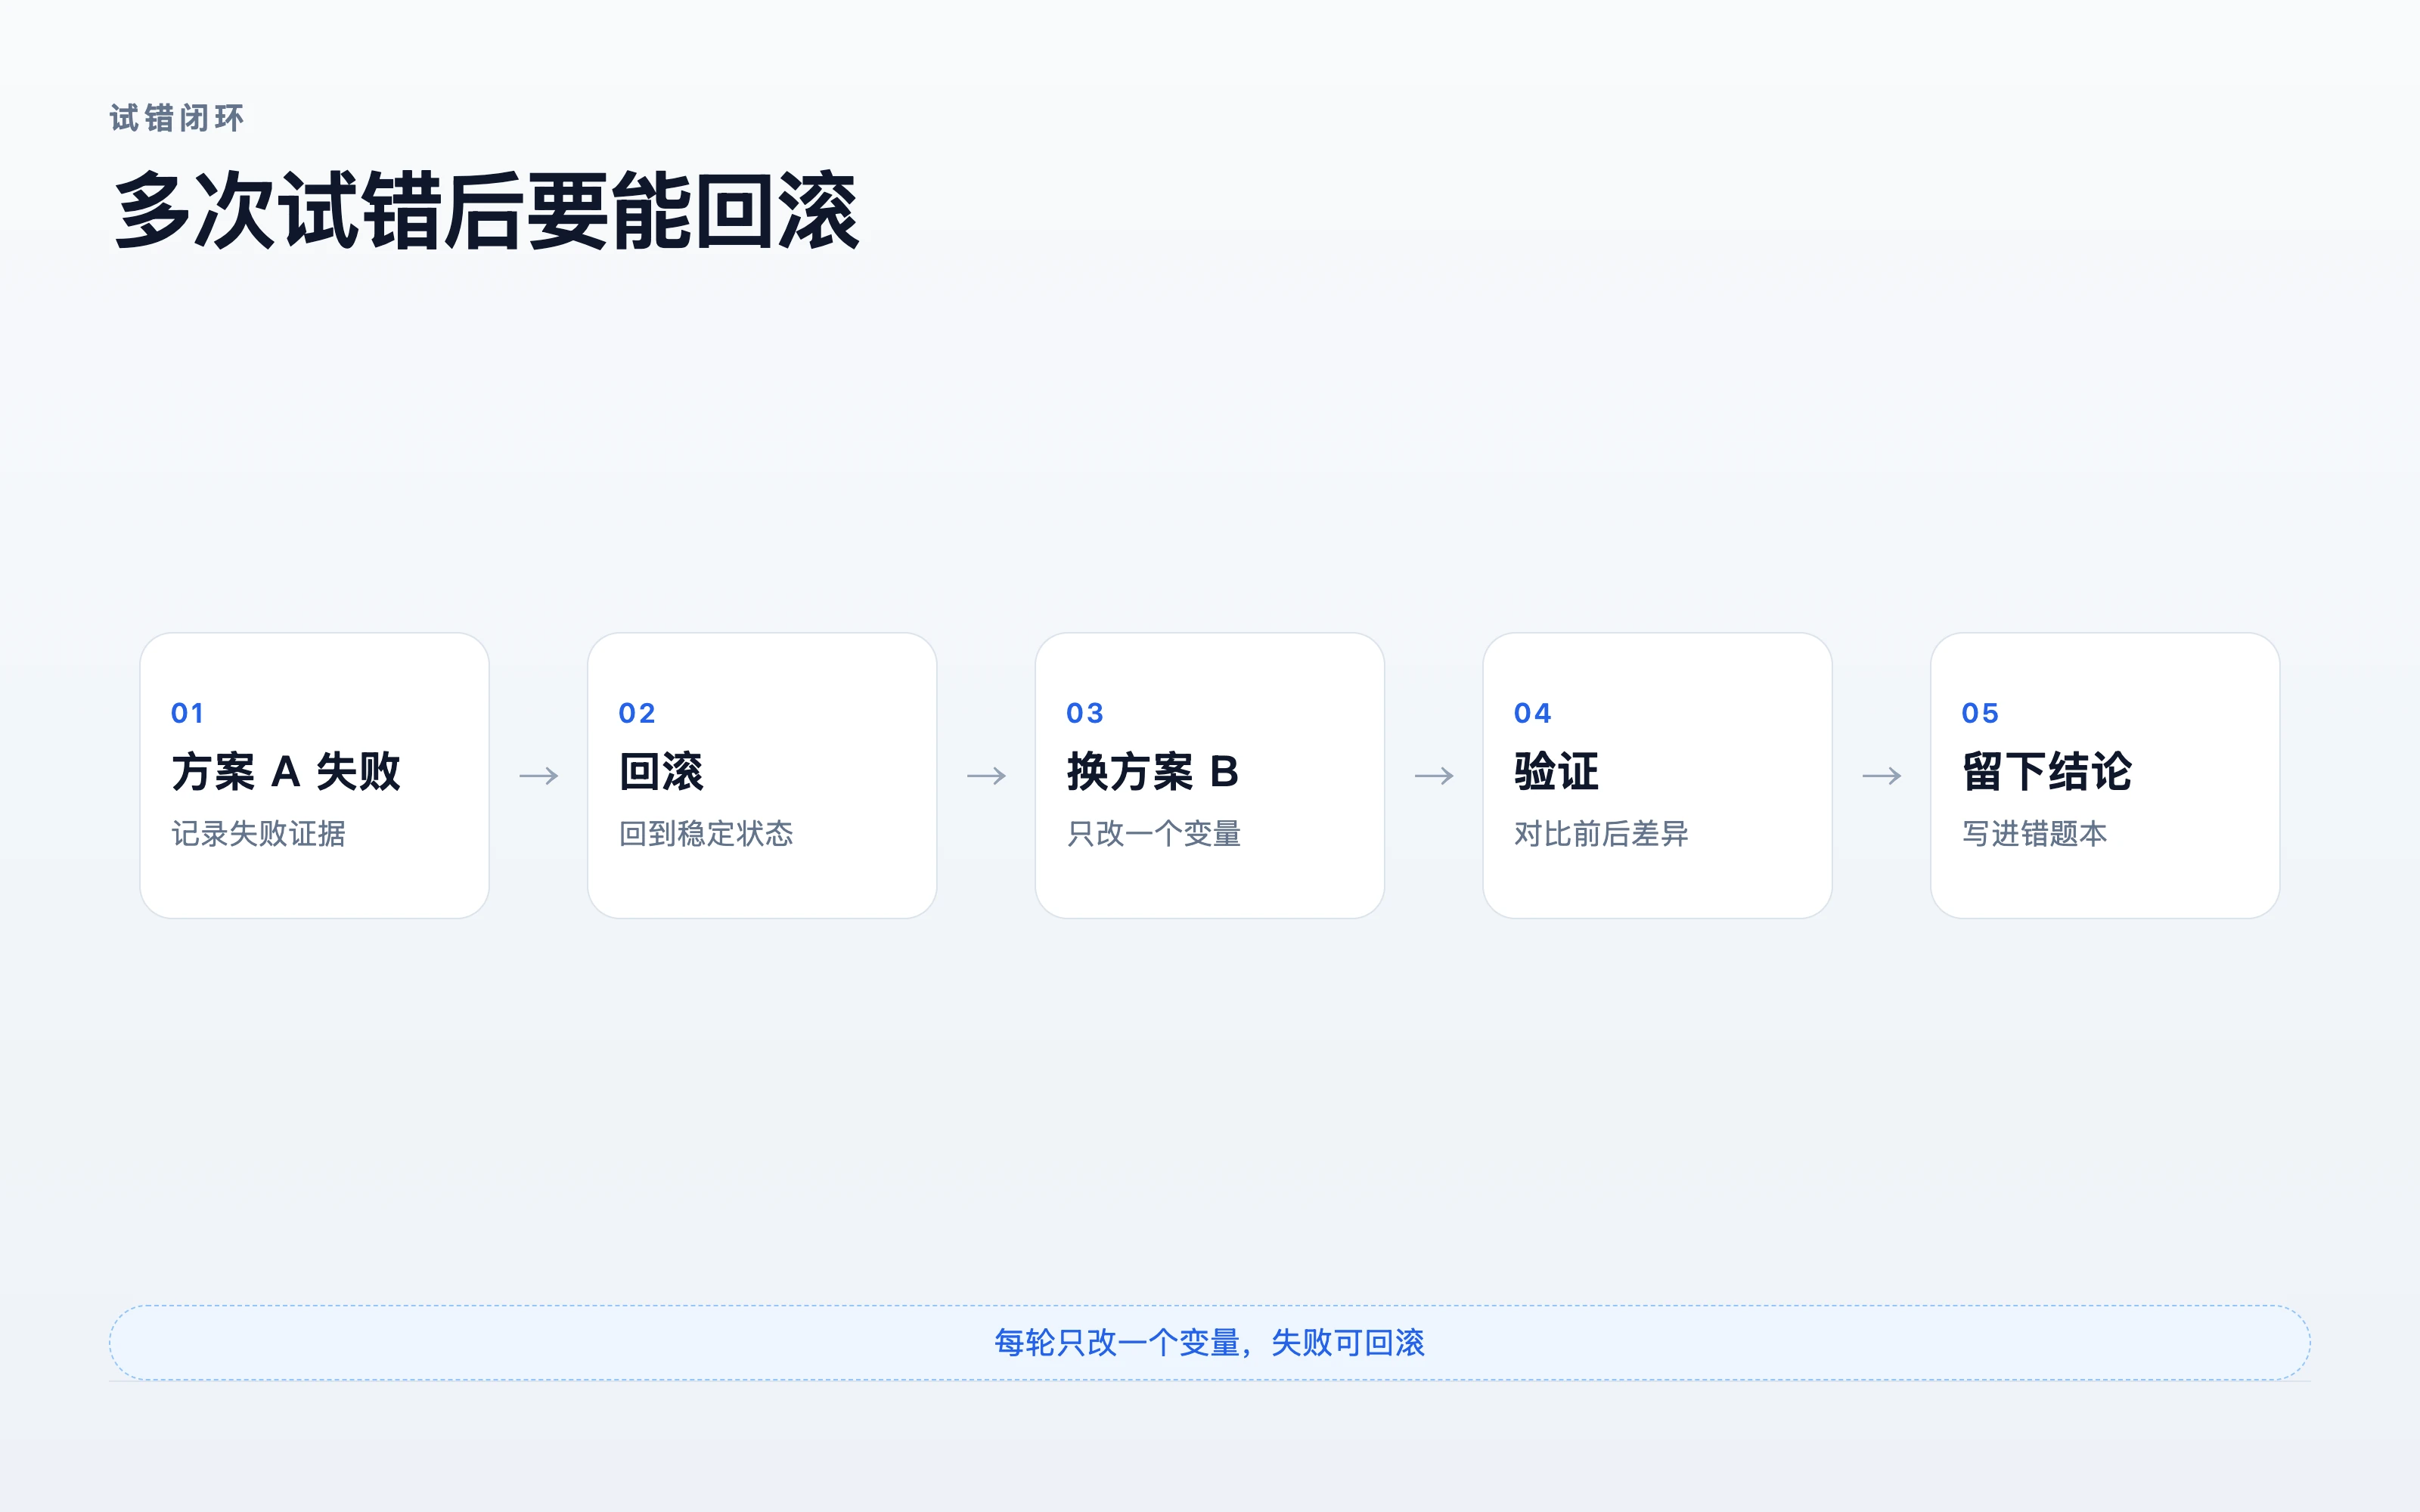 试错闭环
多次试错后要能回滚
01
方案 A 失败
记录失败证据
→
02
回滚
回到稳定状态
→
03
换方案 B
只改一个变量
→
04
验证
对比前后差异
→
05
留下结论
写进错题本
每轮只改一个变量，失败可回滚